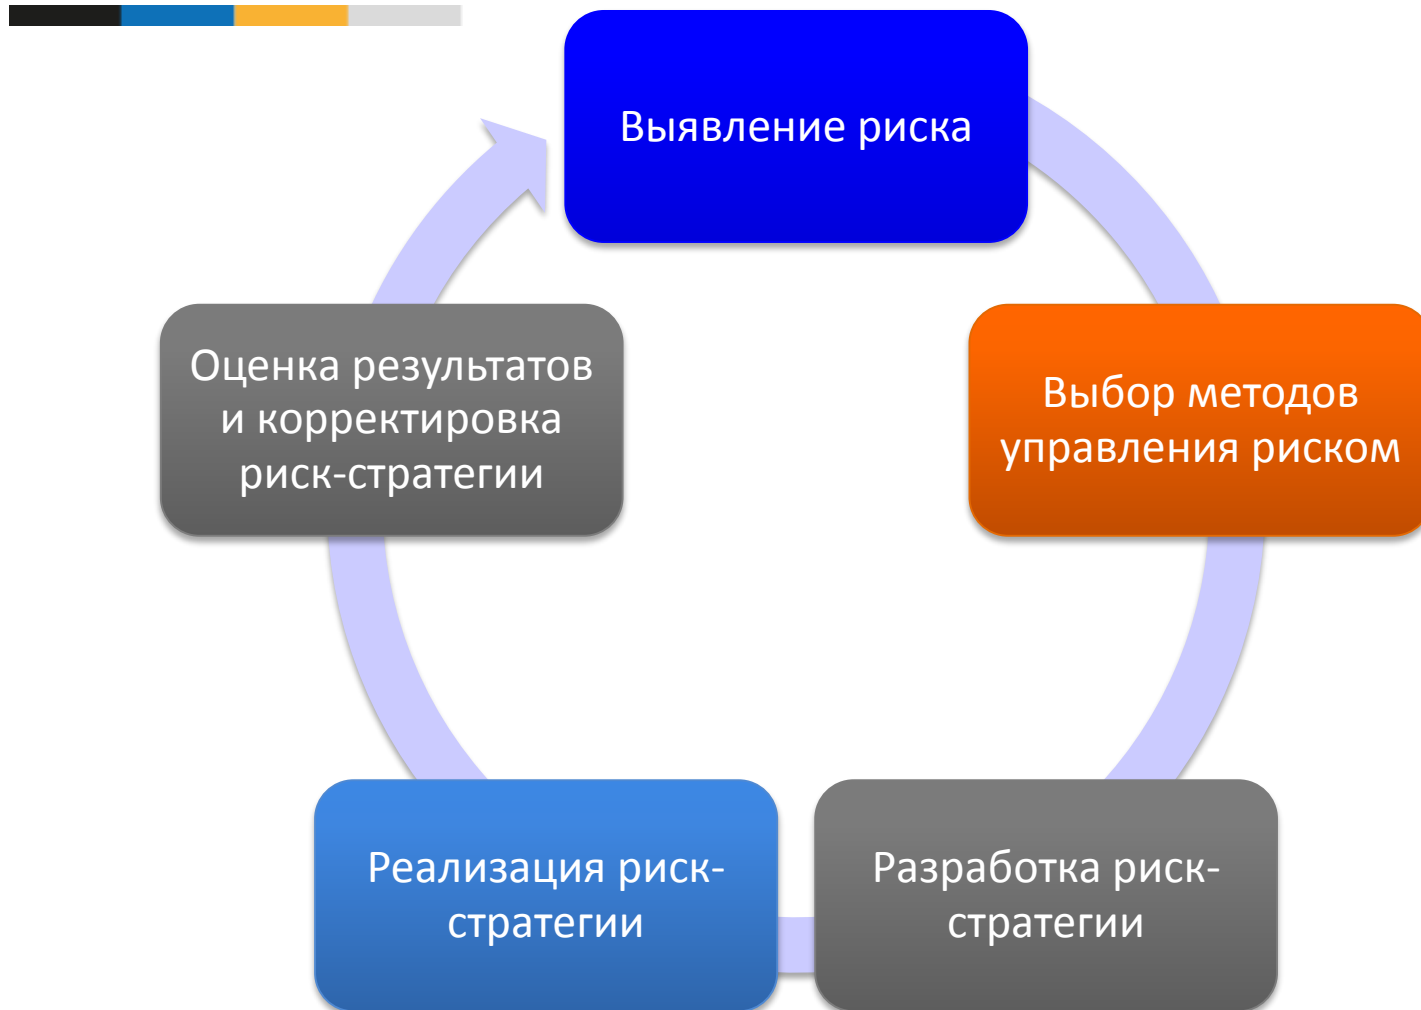 Выявление риска
Выбор методов
управления риском
Разработка риск-
стратегии
Реализация риск-
стратегии
Оценка результатов
и корректировка
риск-стратегии